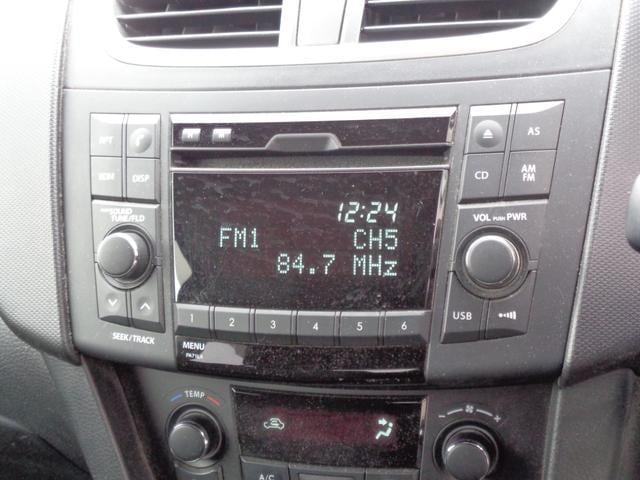 RPT
AS
RDM
DISP
CD
AM
FM
SOUND
TUNE/FLD
VOL PUSH PWR
12:24
FM1 CH5
84.7 MHz
USB
1 2 3 4 5 6
SEEK/TRACK
MENU
TEMP
A/C